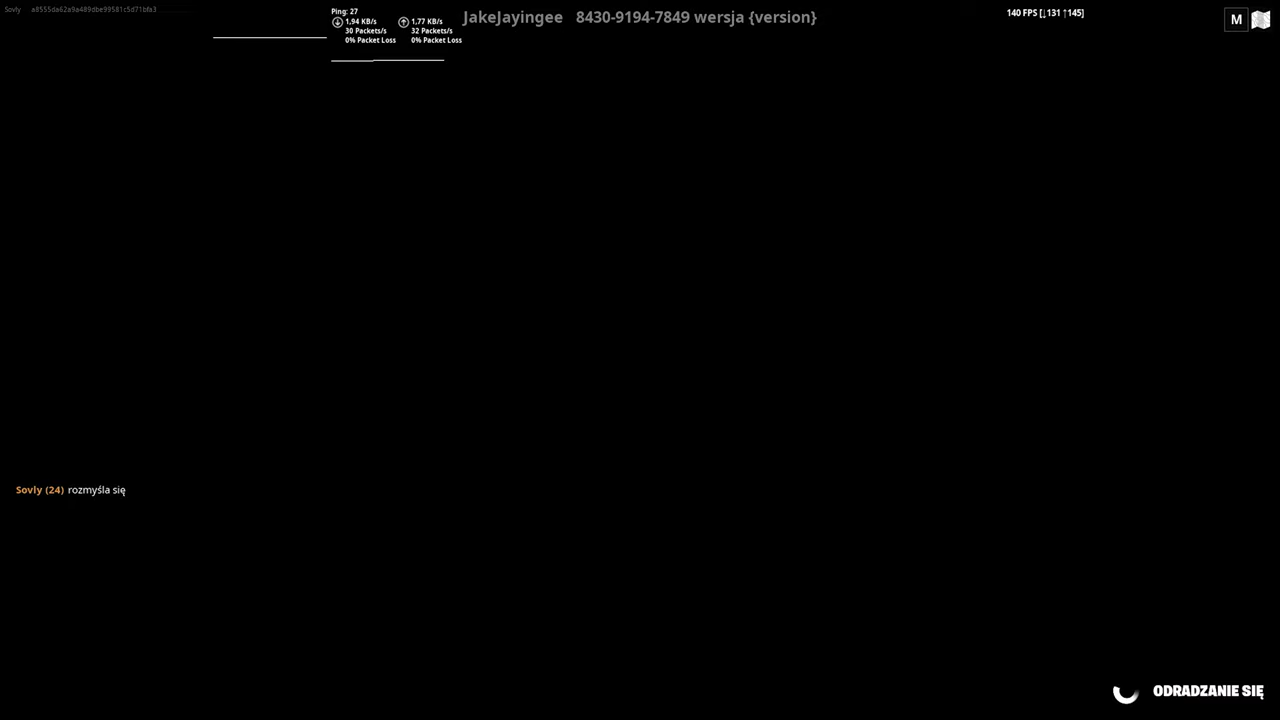 Sovly a8555da62a9a489dbe99581c5d71bfa3
Ping: 27
1,94 KB/s 1,77 KB/s
30 Packets/s 32 Packets/s
0% Packet Loss 0% Packet Loss
JakeJayingee 8430-9194-7849 wersja {version}
140 FPS [↓131 ↑145]
M
Sovly (24) rozmyśla się
ODRADZANIE SIĘ